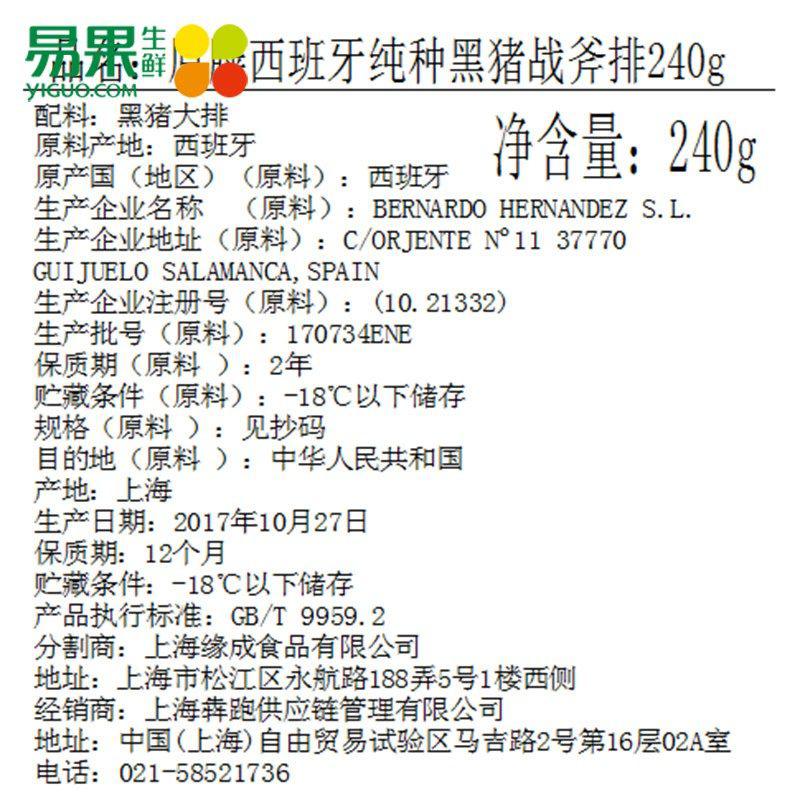 易果生鲜
YIGUO.COM
品名：原膳西班牙纯种黑猪战斧排240g
净含量：240g
配料：黑猪大排
原料产地：西班牙
原产国（地区）（原料）：西班牙
生产企业名称 （原料）：BERNARDO HERNANDEZ S.L.
生产企业地址（原料）：C/ORJENTE Nº11 37770
GUIJUELO SALAMANCA,SPAIN
生产企业注册号（原料）：(10.21332)
生产批号（原料）：170734ENE
保质期（原料 ）：2年
贮藏条件（原料）：-18℃以下储存
规格（原料 ）：见抄码
目的地（原料 ）：中华人民共和国
产地：上海
生产日期：2017年10月27日
保质期：12个月
贮藏条件：-18℃以下储存
产品执行标准：GB/T 9959.2
分割商：上海缘成食品有限公司
地址：上海市松江区永航路188弄5号1楼西侧
经销商：上海犇跑供应链管理有限公司
地址：中国(上海)自由贸易试验区马吉路2号第16层02A室
电话：021-58521736